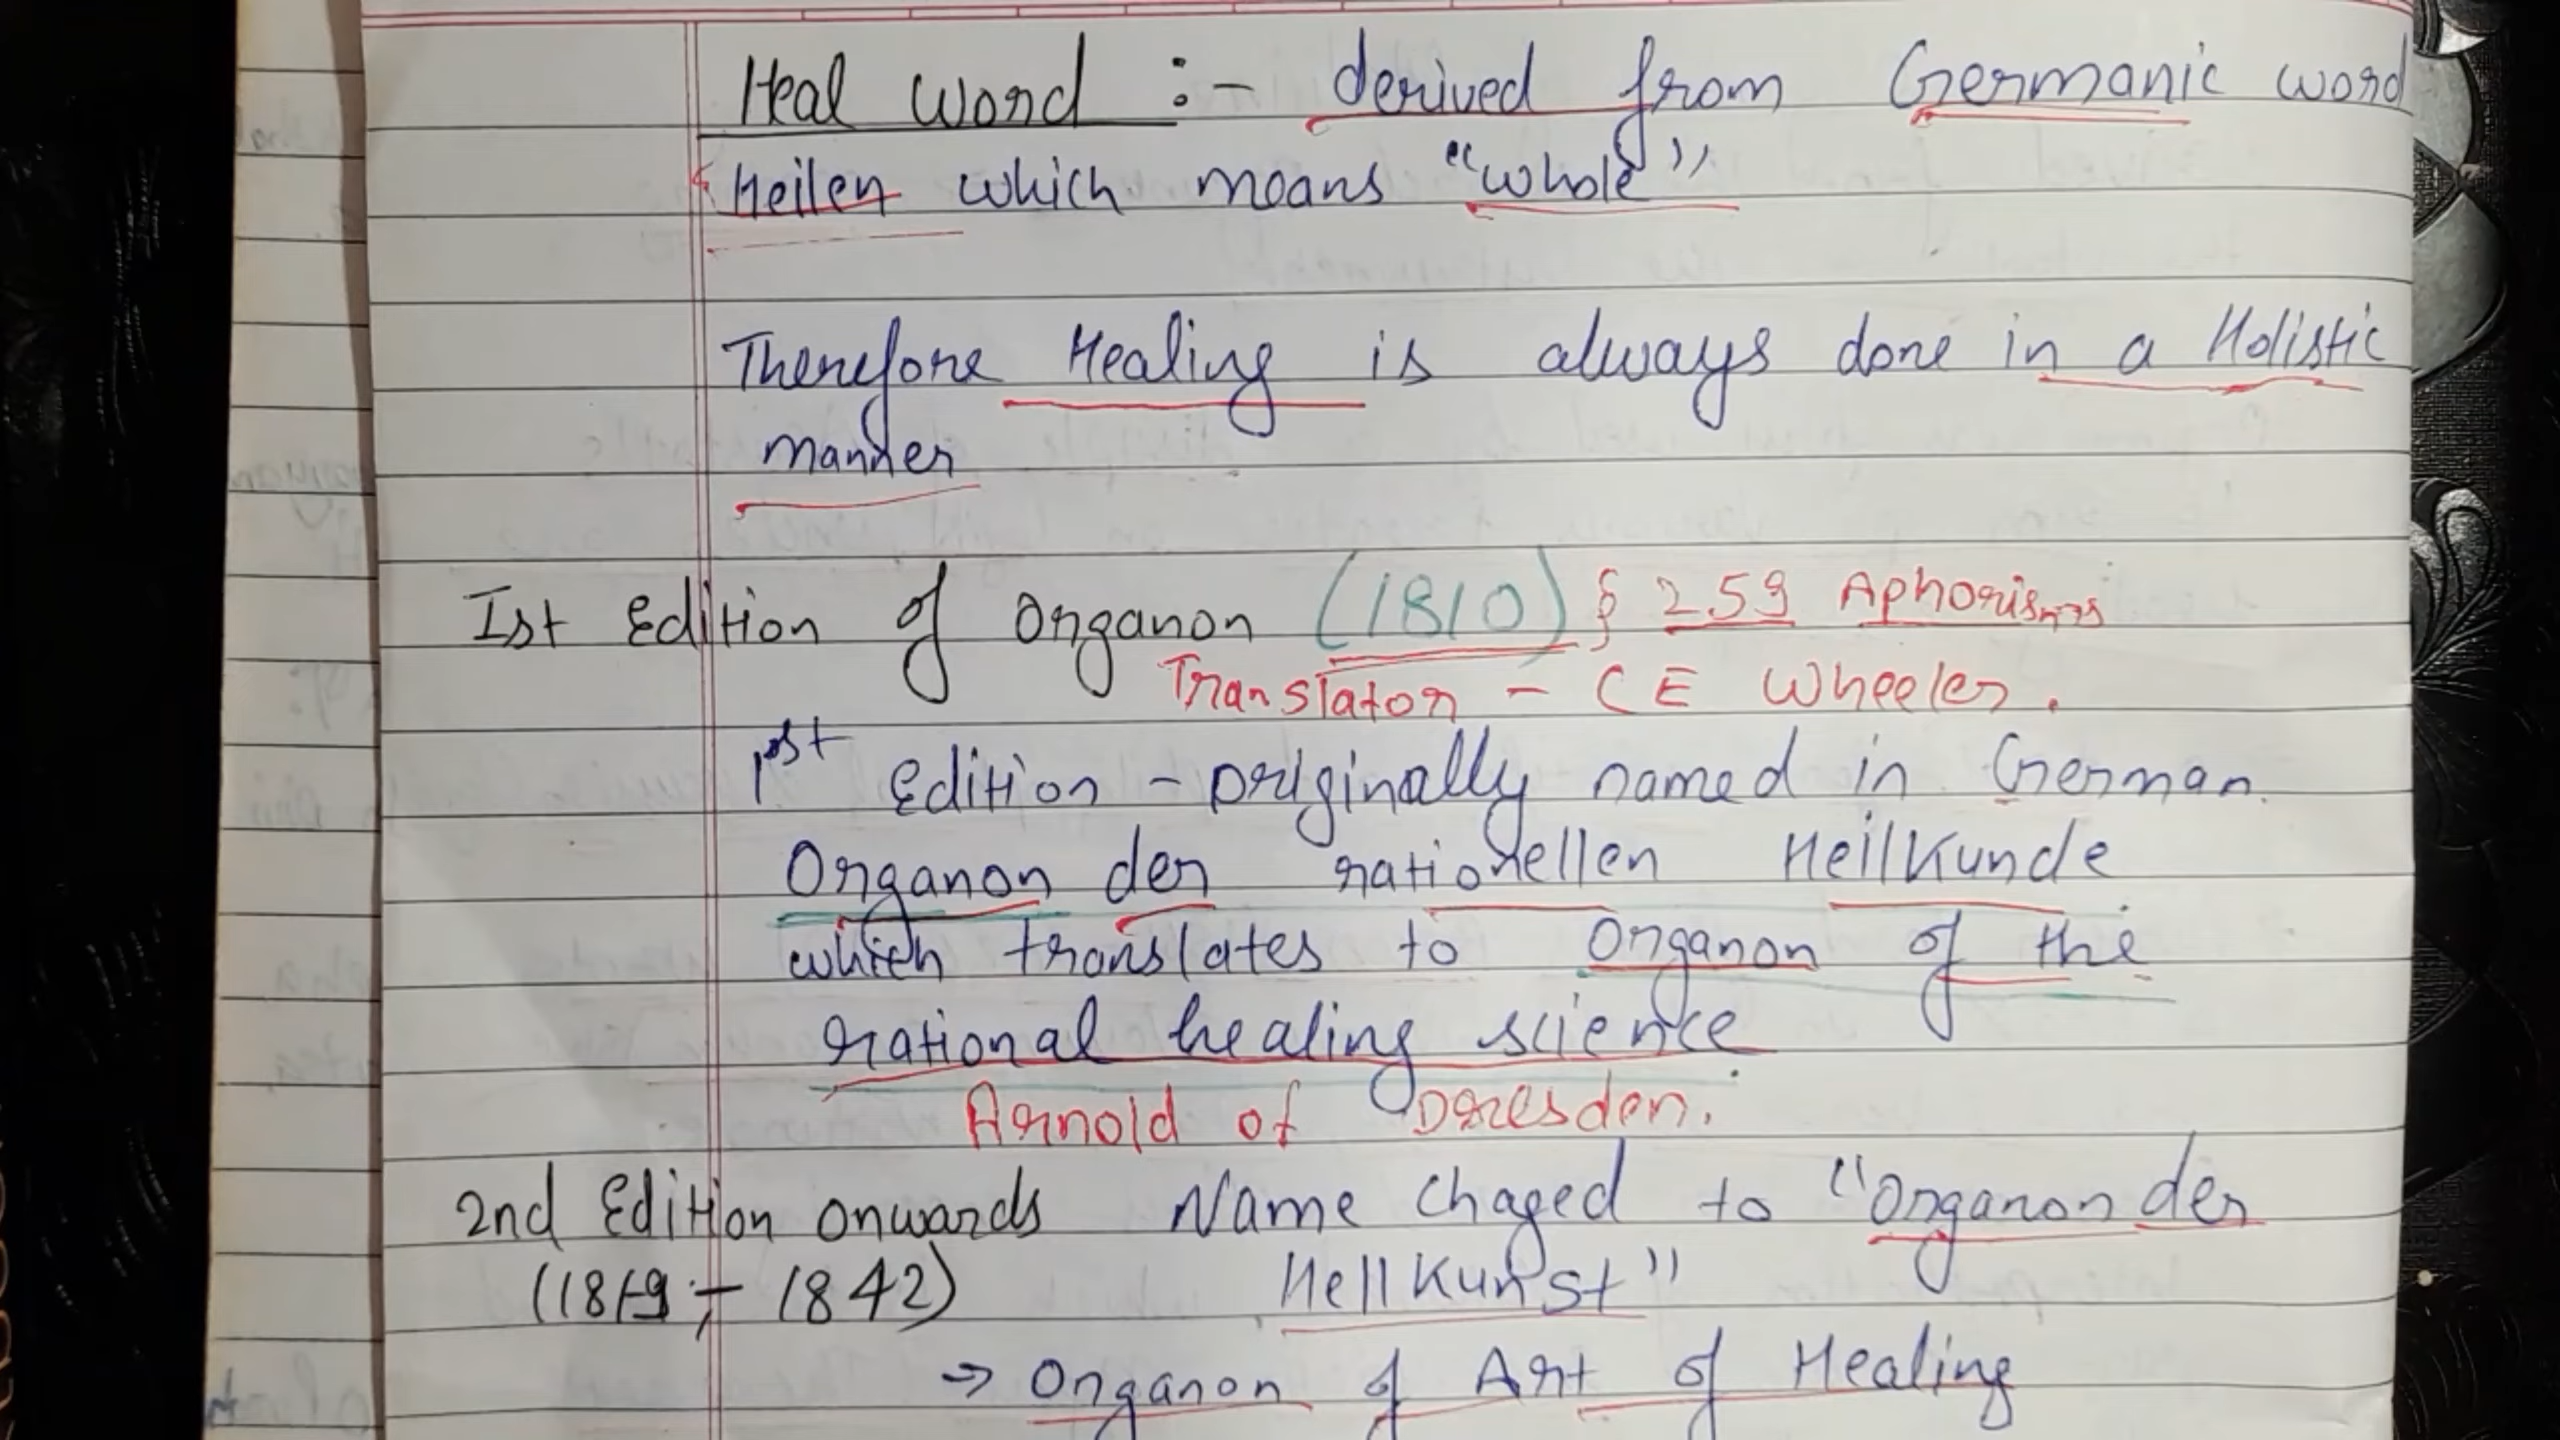 Heal word :- derived from Germanic word
Heilen which means "whole"
Therefore Healing is always done in a Holistic
manner
Ist Edition of Organon (1810) § 259 Aphorisms
Translator - CE Wheeler.
1st Edition - originally named in German
Organon der rationellen HeilKunde
which translates to Organon of the
rational healing science
Arnold of Dresden.
2nd Edition onwards Name Chaged to "Organon der
(1819 - 1842) HeilKunst"
→ Organon of Art of Healing